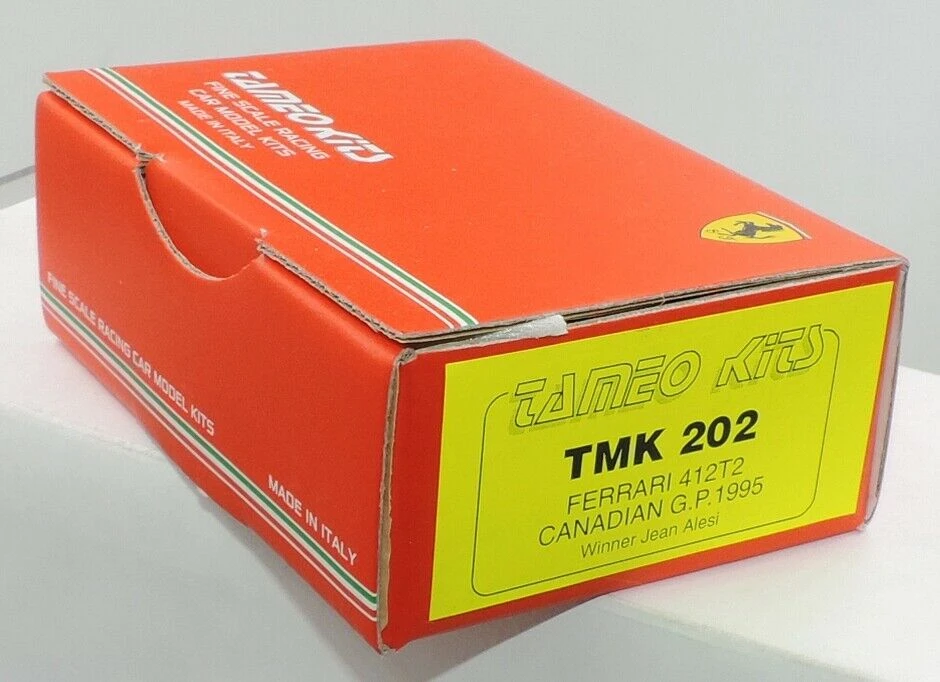 TAMEO KITS
FINE SCALE RACING
CAR MODEL KITS
MADE IN ITALY
S F
FINE SCALE RACING CAR MODEL KITS
MADE IN ITALY
TAMEO KITS
TMK 202
FERRARI 412T2
CANADIAN G.P.1995
Winner Jean Alesi